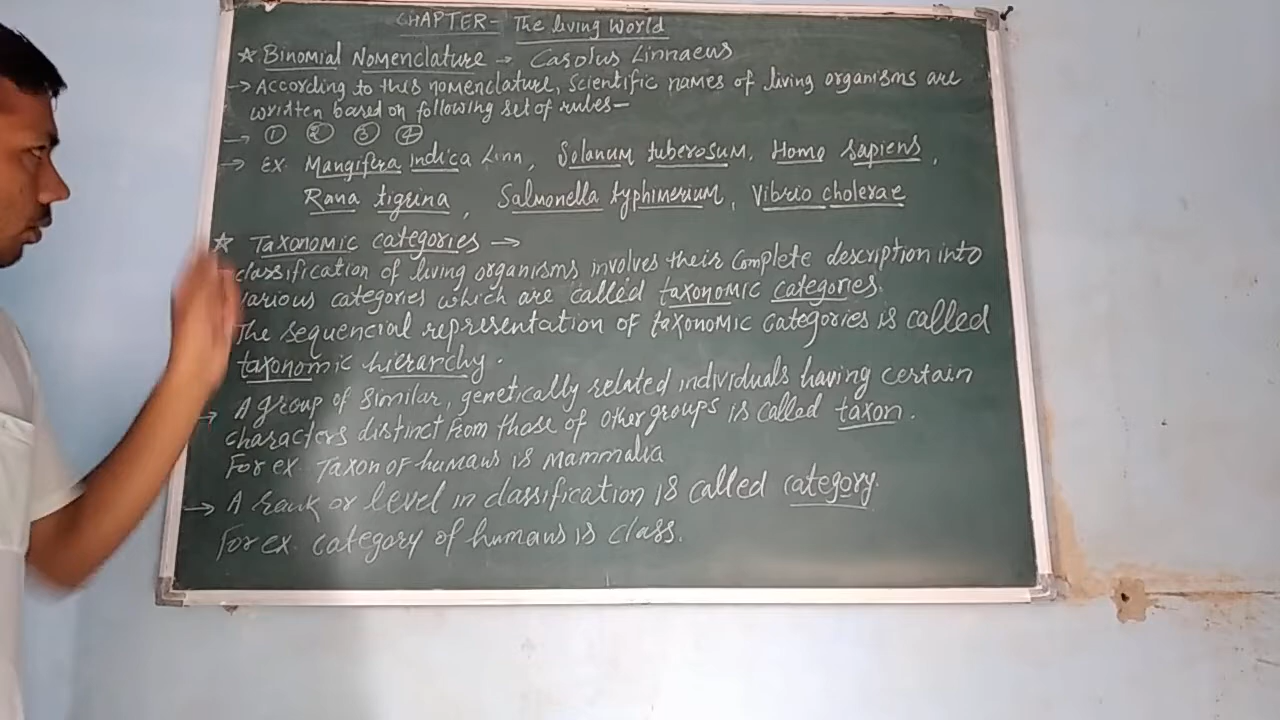 CHAPTER- The living World
☆ Binomial Nomenclature → Carolus Linnaeus
→ According to this nomenclature, scientific names of living organisms are
written based on following set of rules—
→ ① ② ③ ④
→ Ex. Mangifera indica Linn, Solanum tuberosum, Homo sapiens,
Rana tigrina, Salmonella typhimerium, Vibrio cholerae
☆ Taxonomic categories →
classification of living organisms involves their complete description into
various categories which are called taxonomic categories.
The sequencial representation of taxonomic categories is called
taxonomic hierarchy.
→ A group of similar, genetically related individuals having certain
characters distinct from those of other groups is called taxon.
For ex. Taxon of humans is Mammalia
→ A rank or level in classification is called category.
For ex. category of humans is class.